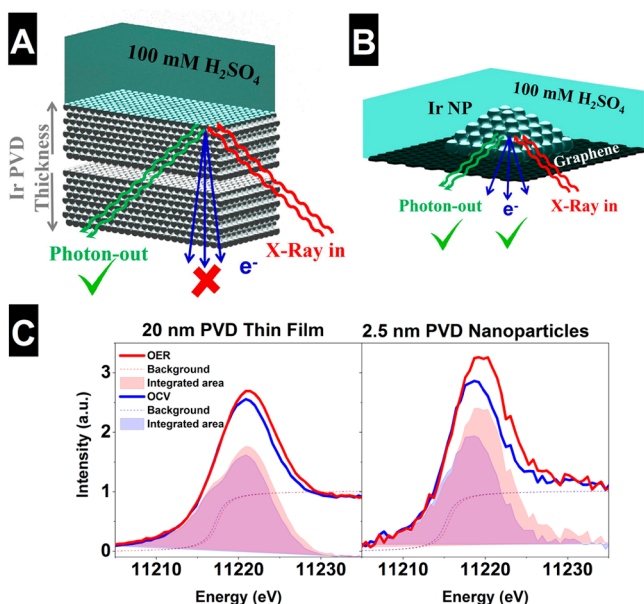 A
100 mM H₂SO₄
Ir PVD
Thickness
Photon-out
e⁻
X-Ray in
B
100 mM H₂SO₄
Ir NP
Graphene
Photon-out
e⁻
X-Ray in
C
20 nm PVD Thin Film
2.5 nm PVD Nanoparticles
OER
Background
Integrated area
OCV
Background
Integrated area
Intensity (a.u.)
3
2
1
0
11210
11220
11230
11210
11220
11230
Energy (eV)
Energy (eV)